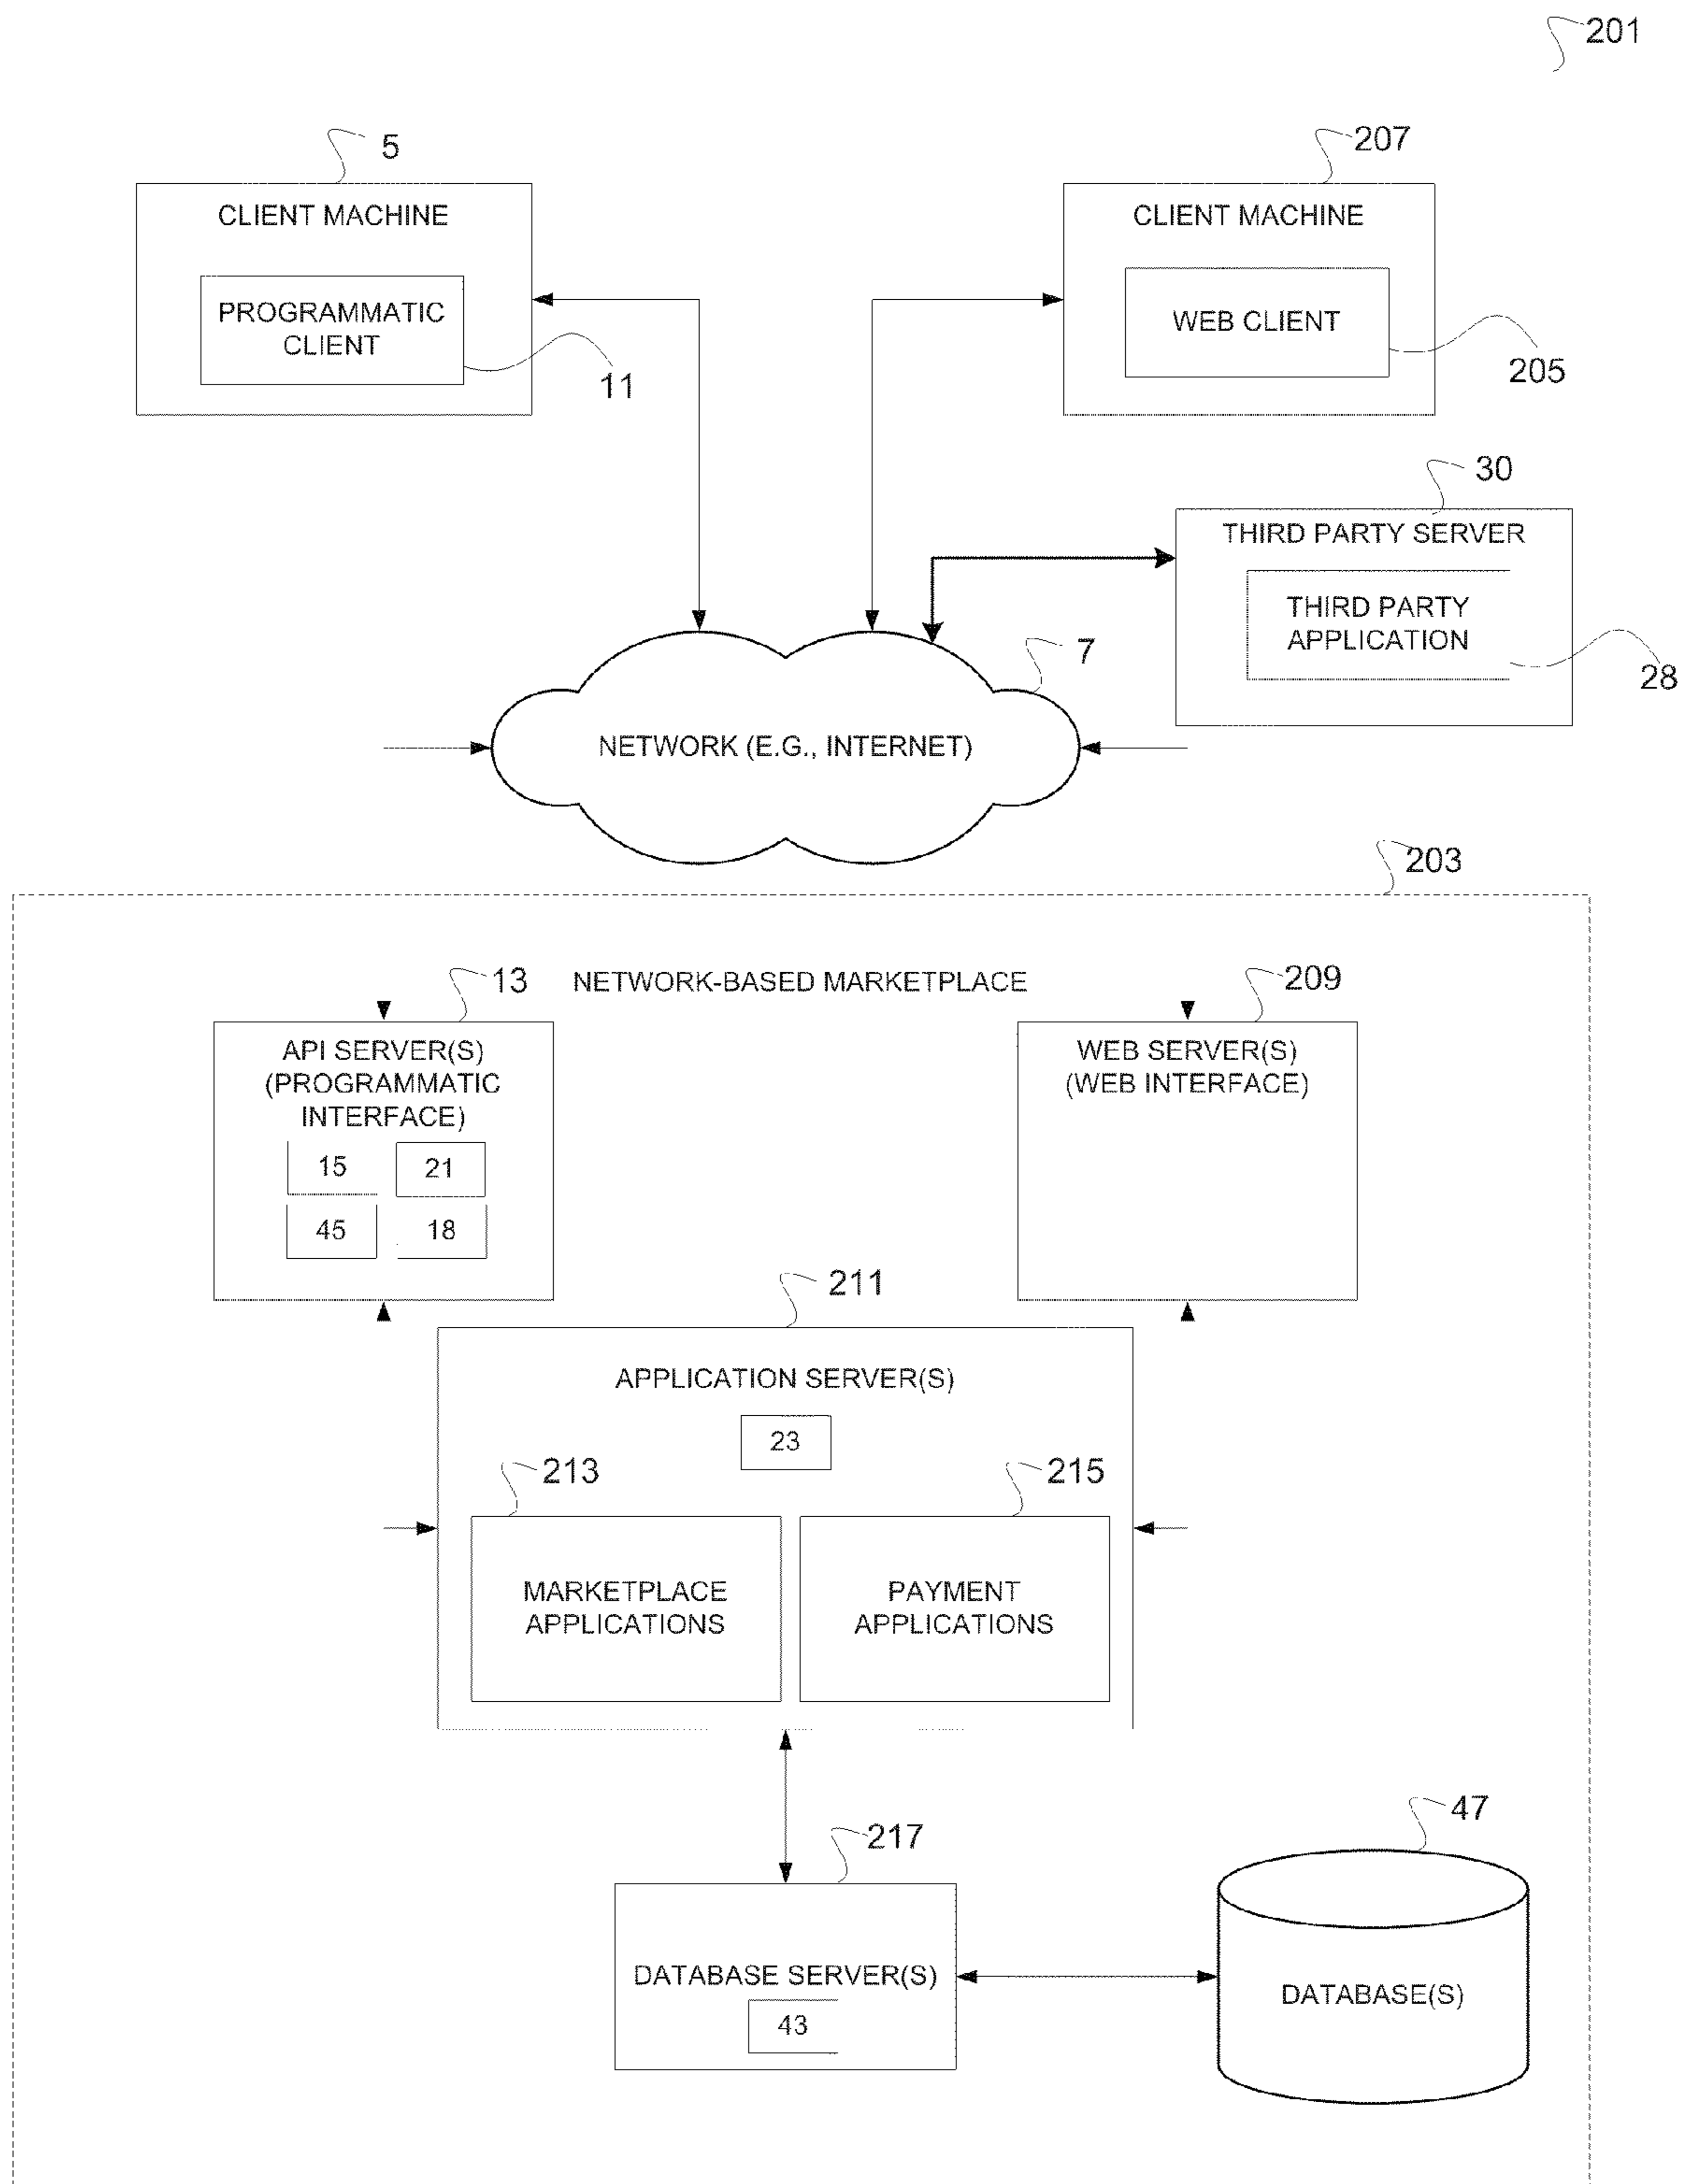 201
5
207
CLIENT MACHINE
CLIENT MACHINE
PROGRAMMATIC
CLIENT
WEB CLIENT
11
205
30
THIRD PARTY SERVER
THIRD PARTY
APPLICATION
28
7
NETWORK (E.G., INTERNET)
203
13
NETWORK-BASED MARKETPLACE
209
API SERVER(S)
(PROGRAMMATIC
INTERFACE)
WEB SERVER(S)
(WEB INTERFACE)
15
21
45
18
211
APPLICATION SERVER(S)
23
213
215
MARKETPLACE
APPLICATIONS
PAYMENT
APPLICATIONS
217
47
DATABASE SERVER(S)
43
DATABASE(S)